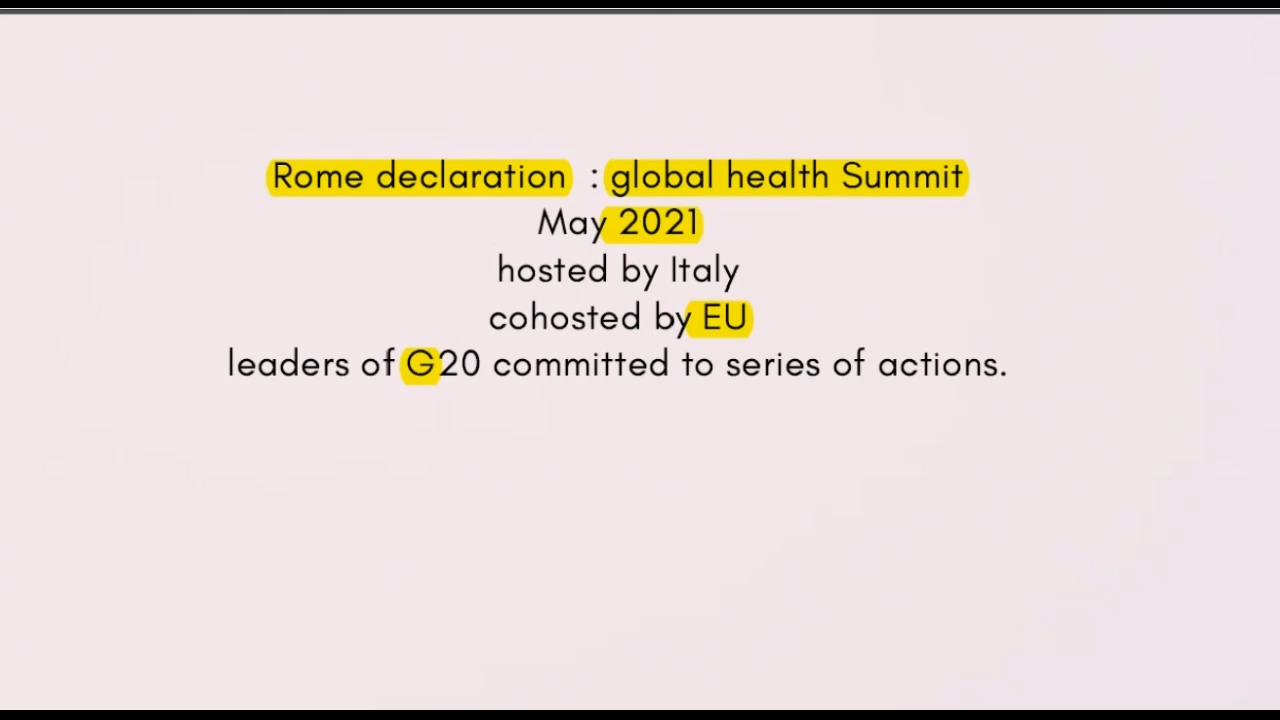 Rome declaration : global health Summit
May 2021
hosted by Italy
cohosted by EU
leaders of G20 committed to series of actions.